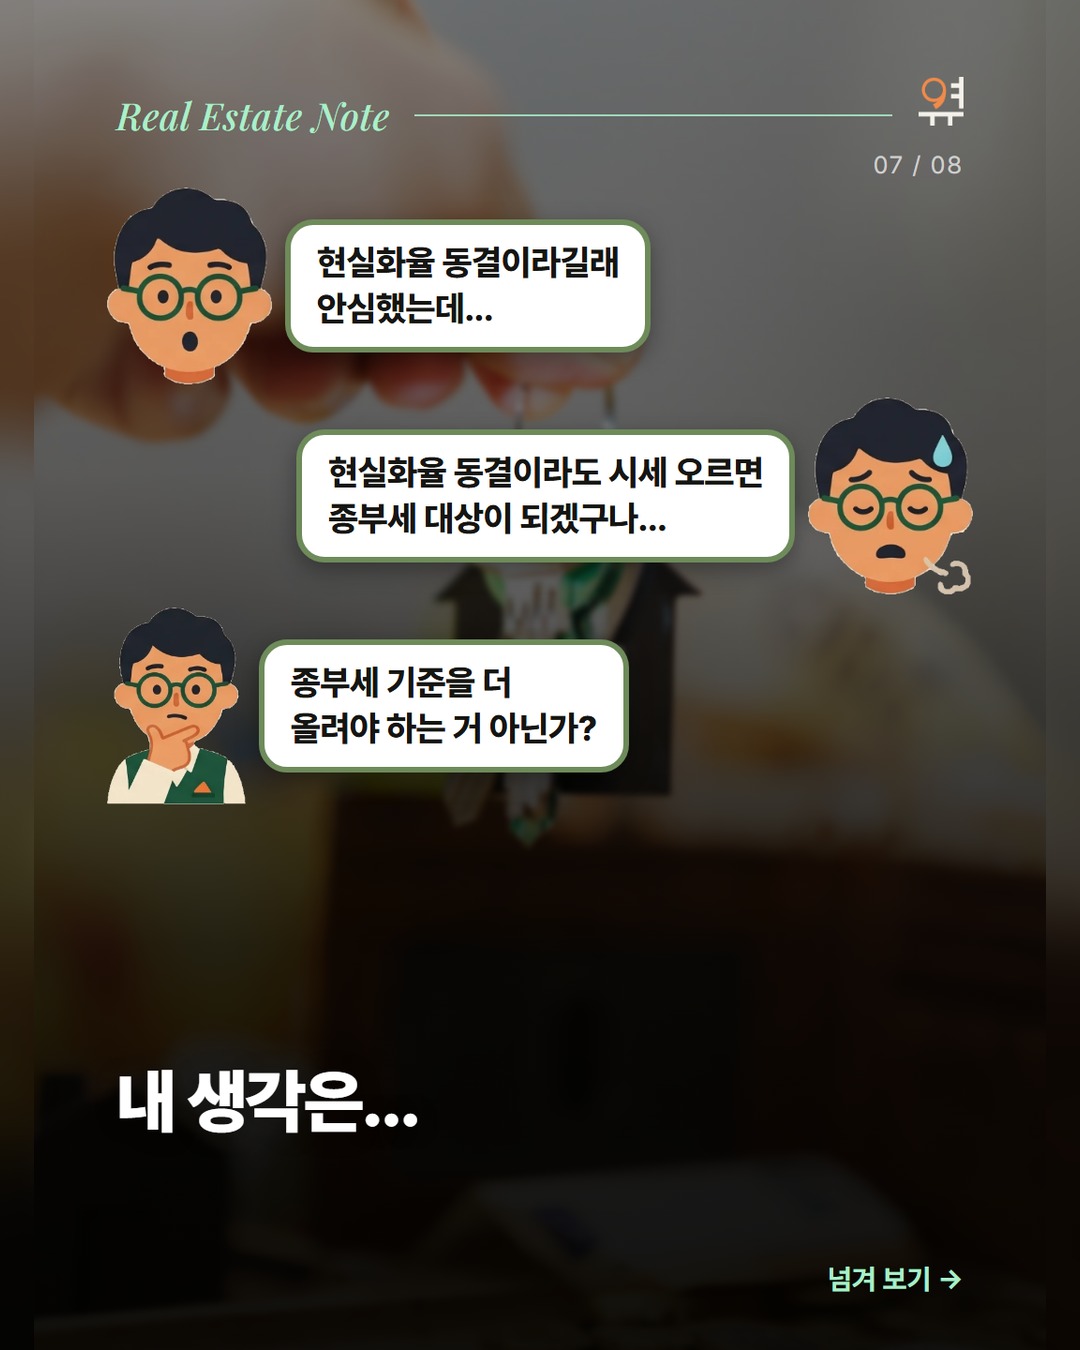 Real Estate Note
07 / 08
현실화율 동결이라길래
안심했는데...
현실화율 동결이라도 시세 오르면
종부세 대상이 되겠구나...
종부세 기준을 더
올려야 하는 거 아닌가?
내 생각은...
넘겨 보기 →